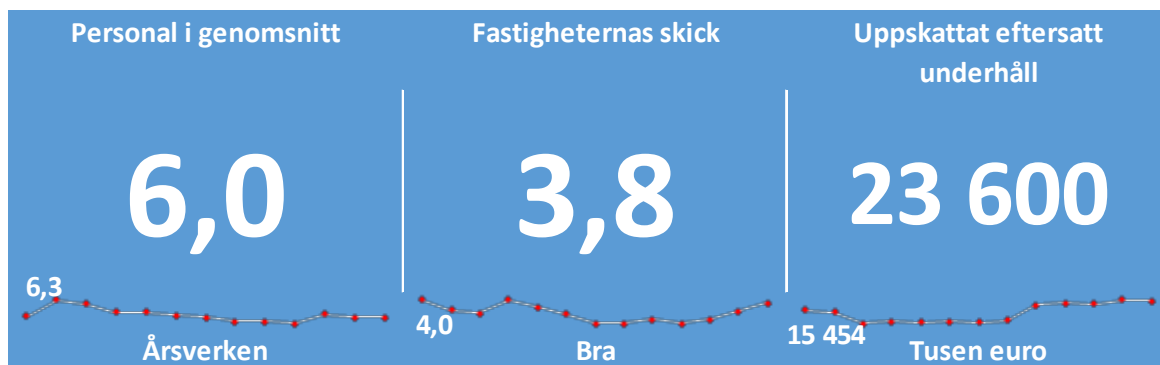 Personal i genomsnitt
6,0
6,3
Årsverken
Fastigheternas skick
3,8
4,0
Bra
Uppskattat eftersatt
underhåll
23 600
15 454
Tusen euro